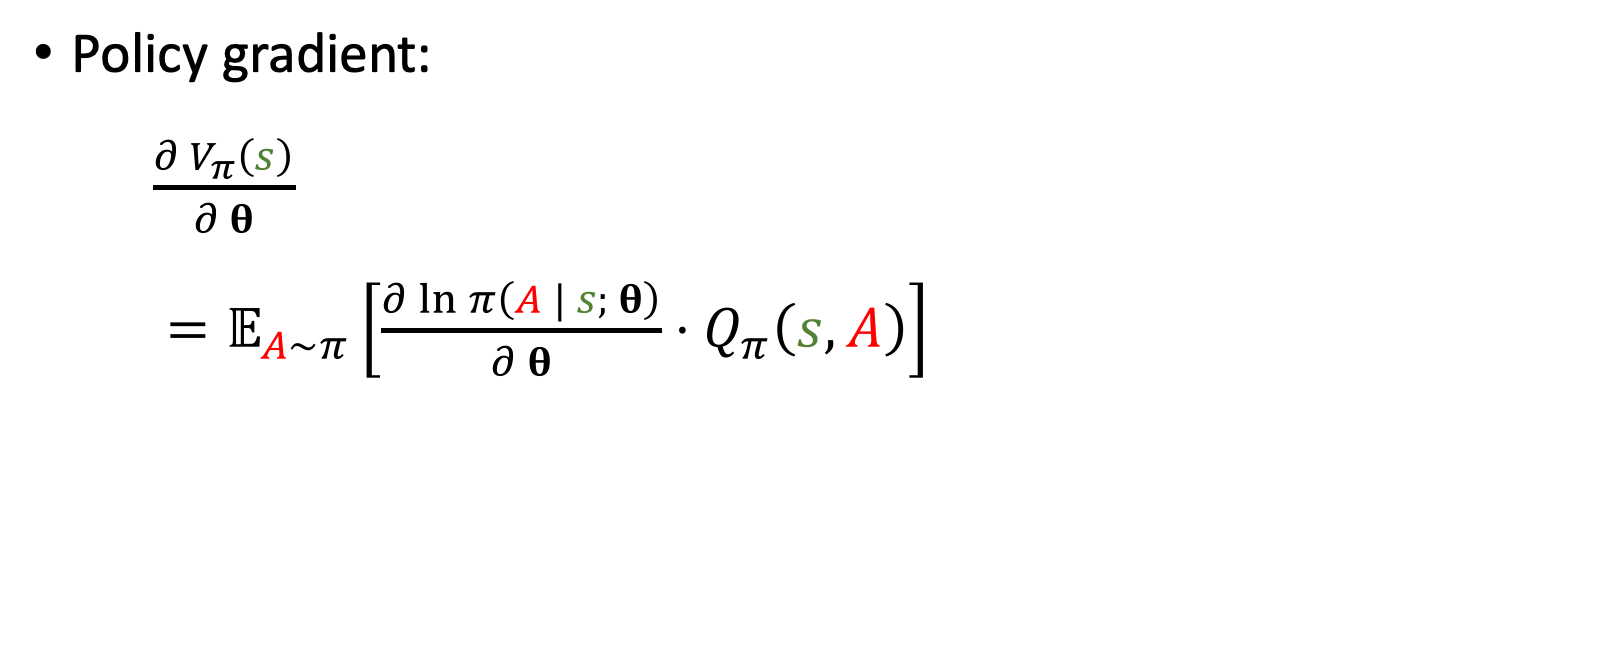 • Policy gradient:
∂ V_π(s)
∂ θ
= 𝔼_{A∼π} [ ∂ ln π(A | s; θ) / ∂ θ · Q_π(s, A) ]